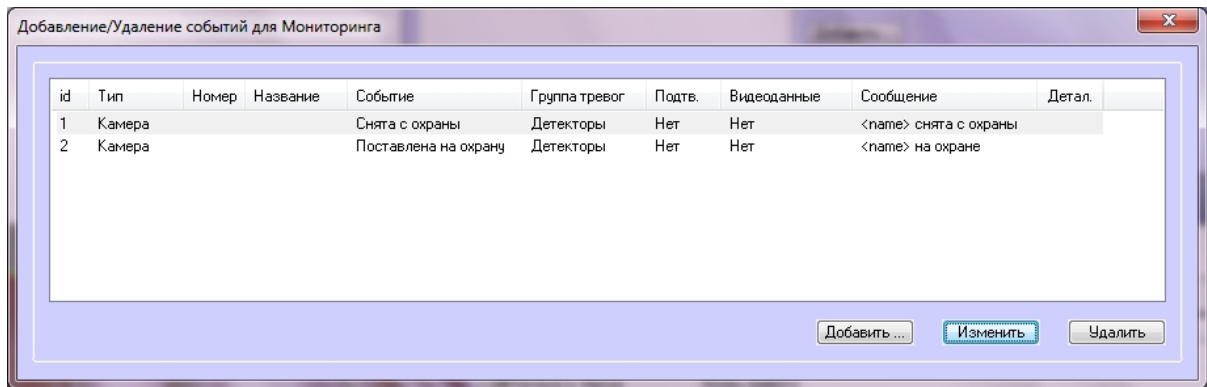 Добавление/Удаление событий для Мониторинга
id Тип Номер Название Событие Группа тревог Подтв. Видеоданные Сообщение Детал.
1 Камера Снята с охраны Детекторы Нет Нет <name> снята с охраны
2 Камера Поставлена на охрану Детекторы Нет Нет <name> на охране
Добавить ... Изменить Удалить